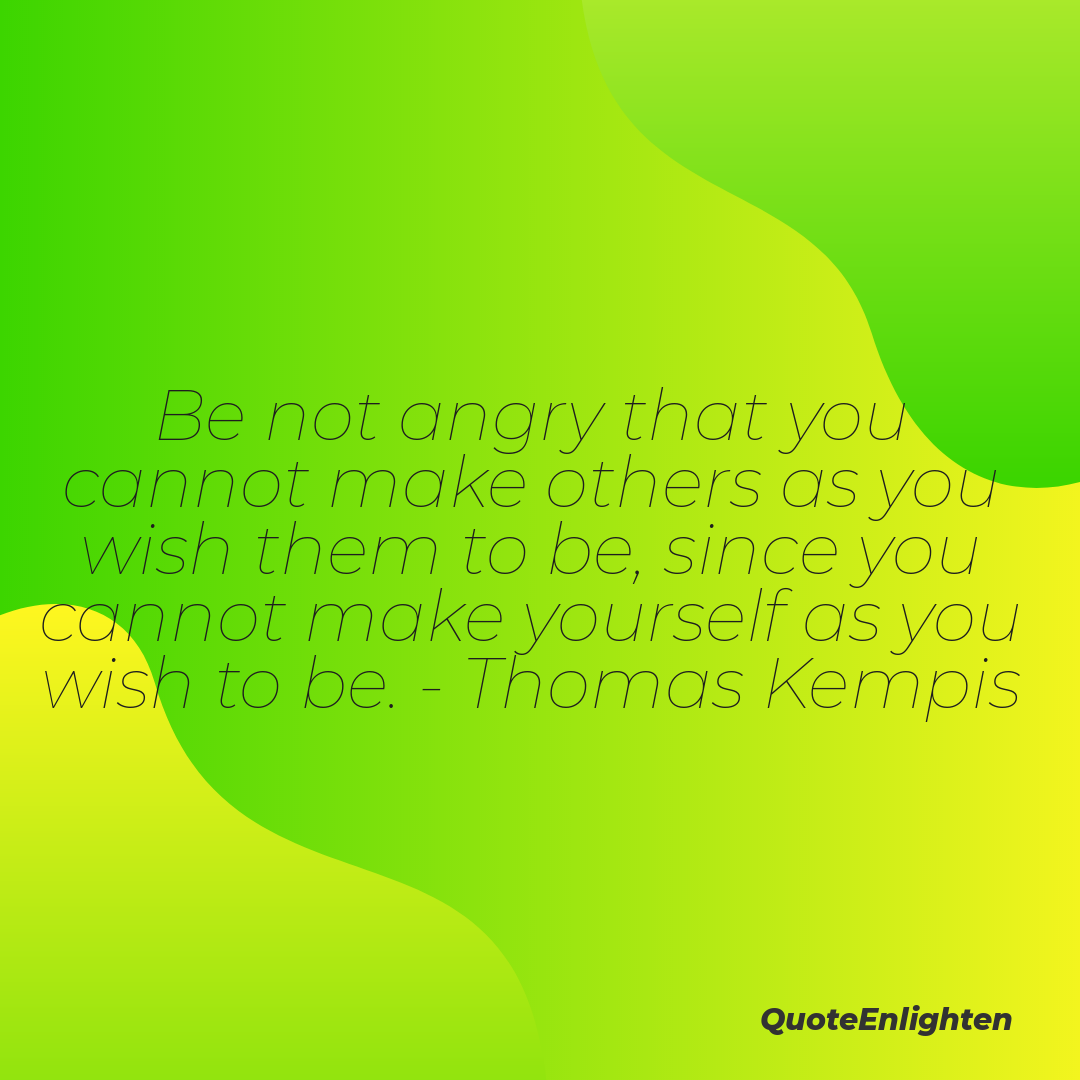 Be not angry that you
cannot make others as you
wish them to be, since you
cannot make yourself as you
wish to be. - Thomas Kempis
QuoteEnlighten